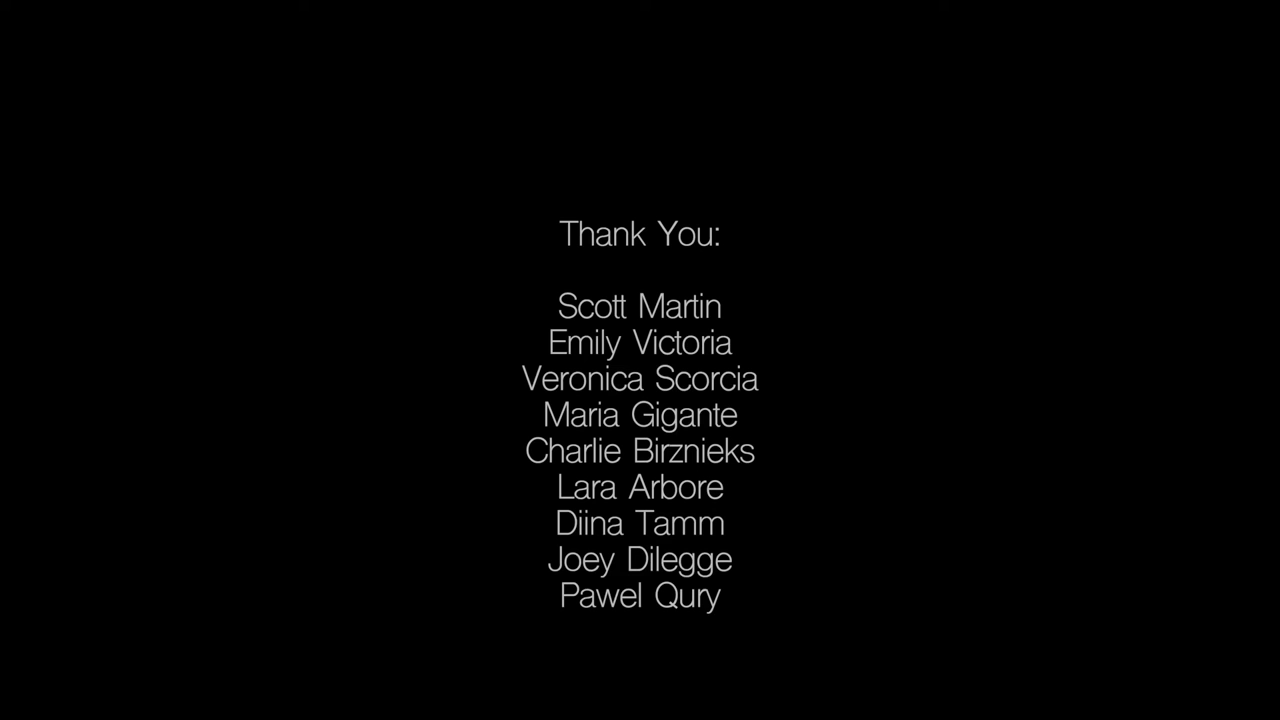 Thank You:
Scott Martin
Emily Victoria
Veronica Scorcia
Maria Gigante
Charlie Birznieks
Lara Arbore
Diina Tamm
Joey Dilegge
Pawel Qury